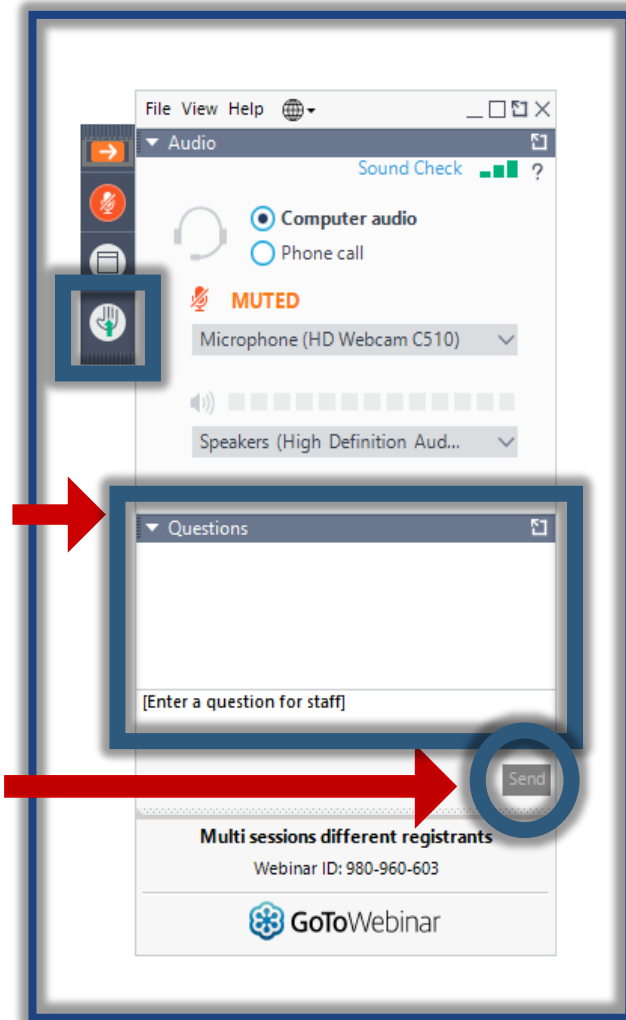 File View Help
Audio
Sound Check ?
Computer audio
Phone call
MUTED
Microphone (HD Webcam C510)
Speakers (High Definition Aud...
Questions
[Enter a question for staff]
Send
Multi sessions different registrants
Webinar ID: 980-960-603
GoToWebinar